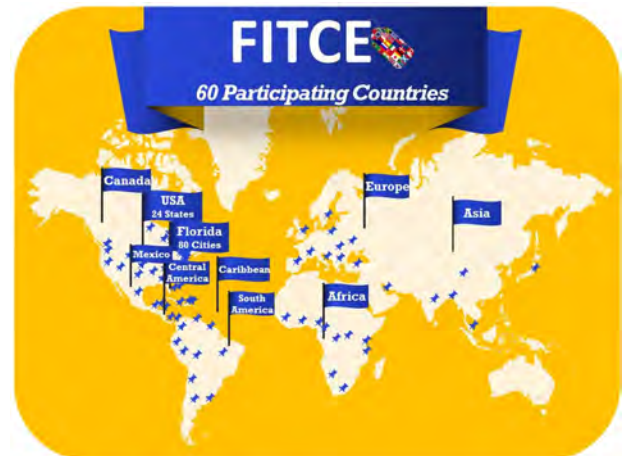 FITCE
60 Participating Countries
Canada
USA
24 States
Florida
80 Cities
Mexico
Central
America
Caribbean
South
America
Europe
Africa
Asia